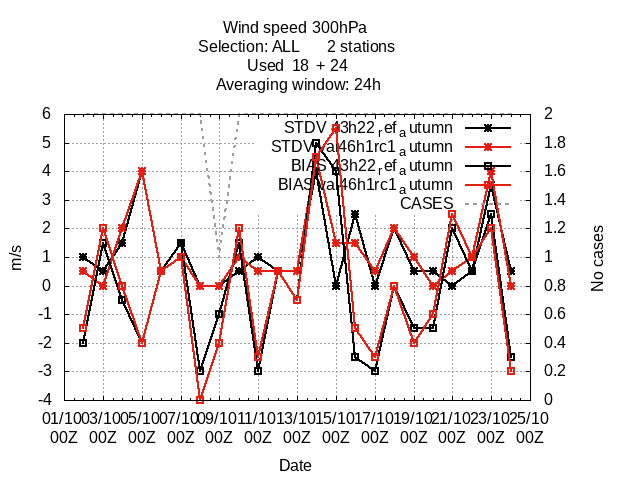 Wind speed 300hPa
Selection: ALL 2 stations
Used 18 + 24
Averaging window: 24h
6 2
5 1.8
4 1.6
3 1.4
2 1.2
1 1
0 0.8
-1 0.6
-2 0.4
-3 0.2
-4 0
STDV 43h22ref_autumn
STDV val46h1rc1_autumn
BIAS 43h22ref_autumn
BIAS val46h1rc1_autumn
CASES
m/s
No cases
01/10 03/10 05/10 07/10 09/10 11/10 13/10 15/10 17/10 19/10 21/10 23/10 25/10
00Z 00Z 00Z 00Z 00Z 00Z 00Z 00Z 00Z 00Z 00Z 00Z 00Z
Date